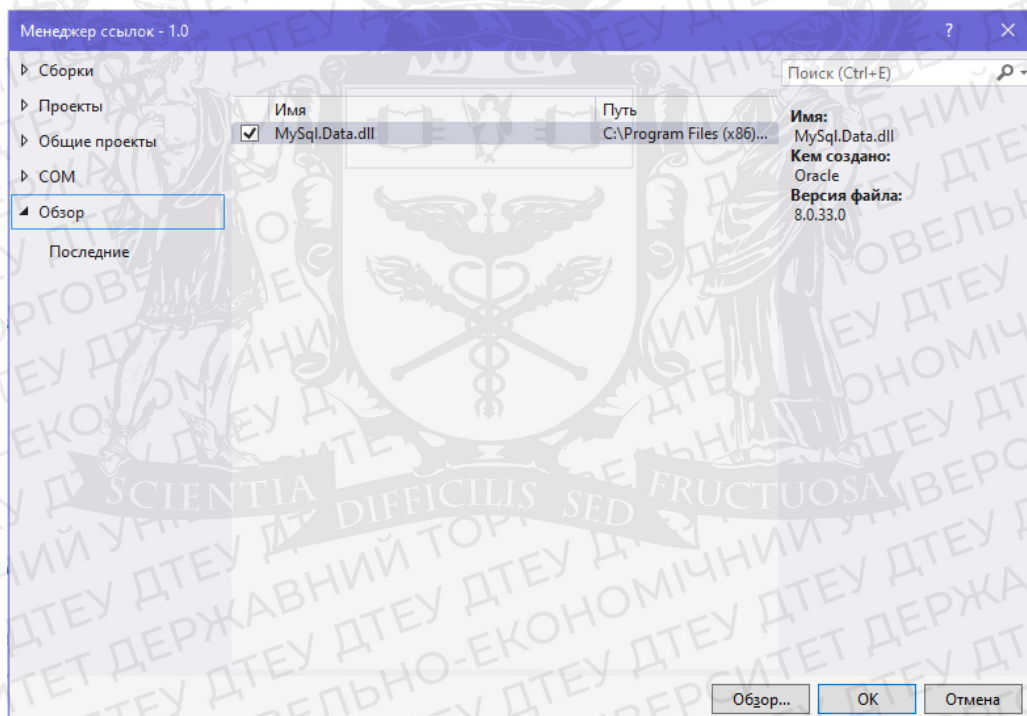 Менеджер ссылок - 1.0
?
Сборки
Проекты
Общие проекты
COM
Обзор
Последние
Поиск (Ctrl+E)
Имя
Путь
MySql.Data.dll
C:\Program Files (x86)...
Имя:
MySql.Data.dll
Кем создано:
Oracle
Версия файла:
8.0.33.0
SCIENTIA DIFFICILIS SED FRUCTUOSA
Обзор...
OK
Отмена